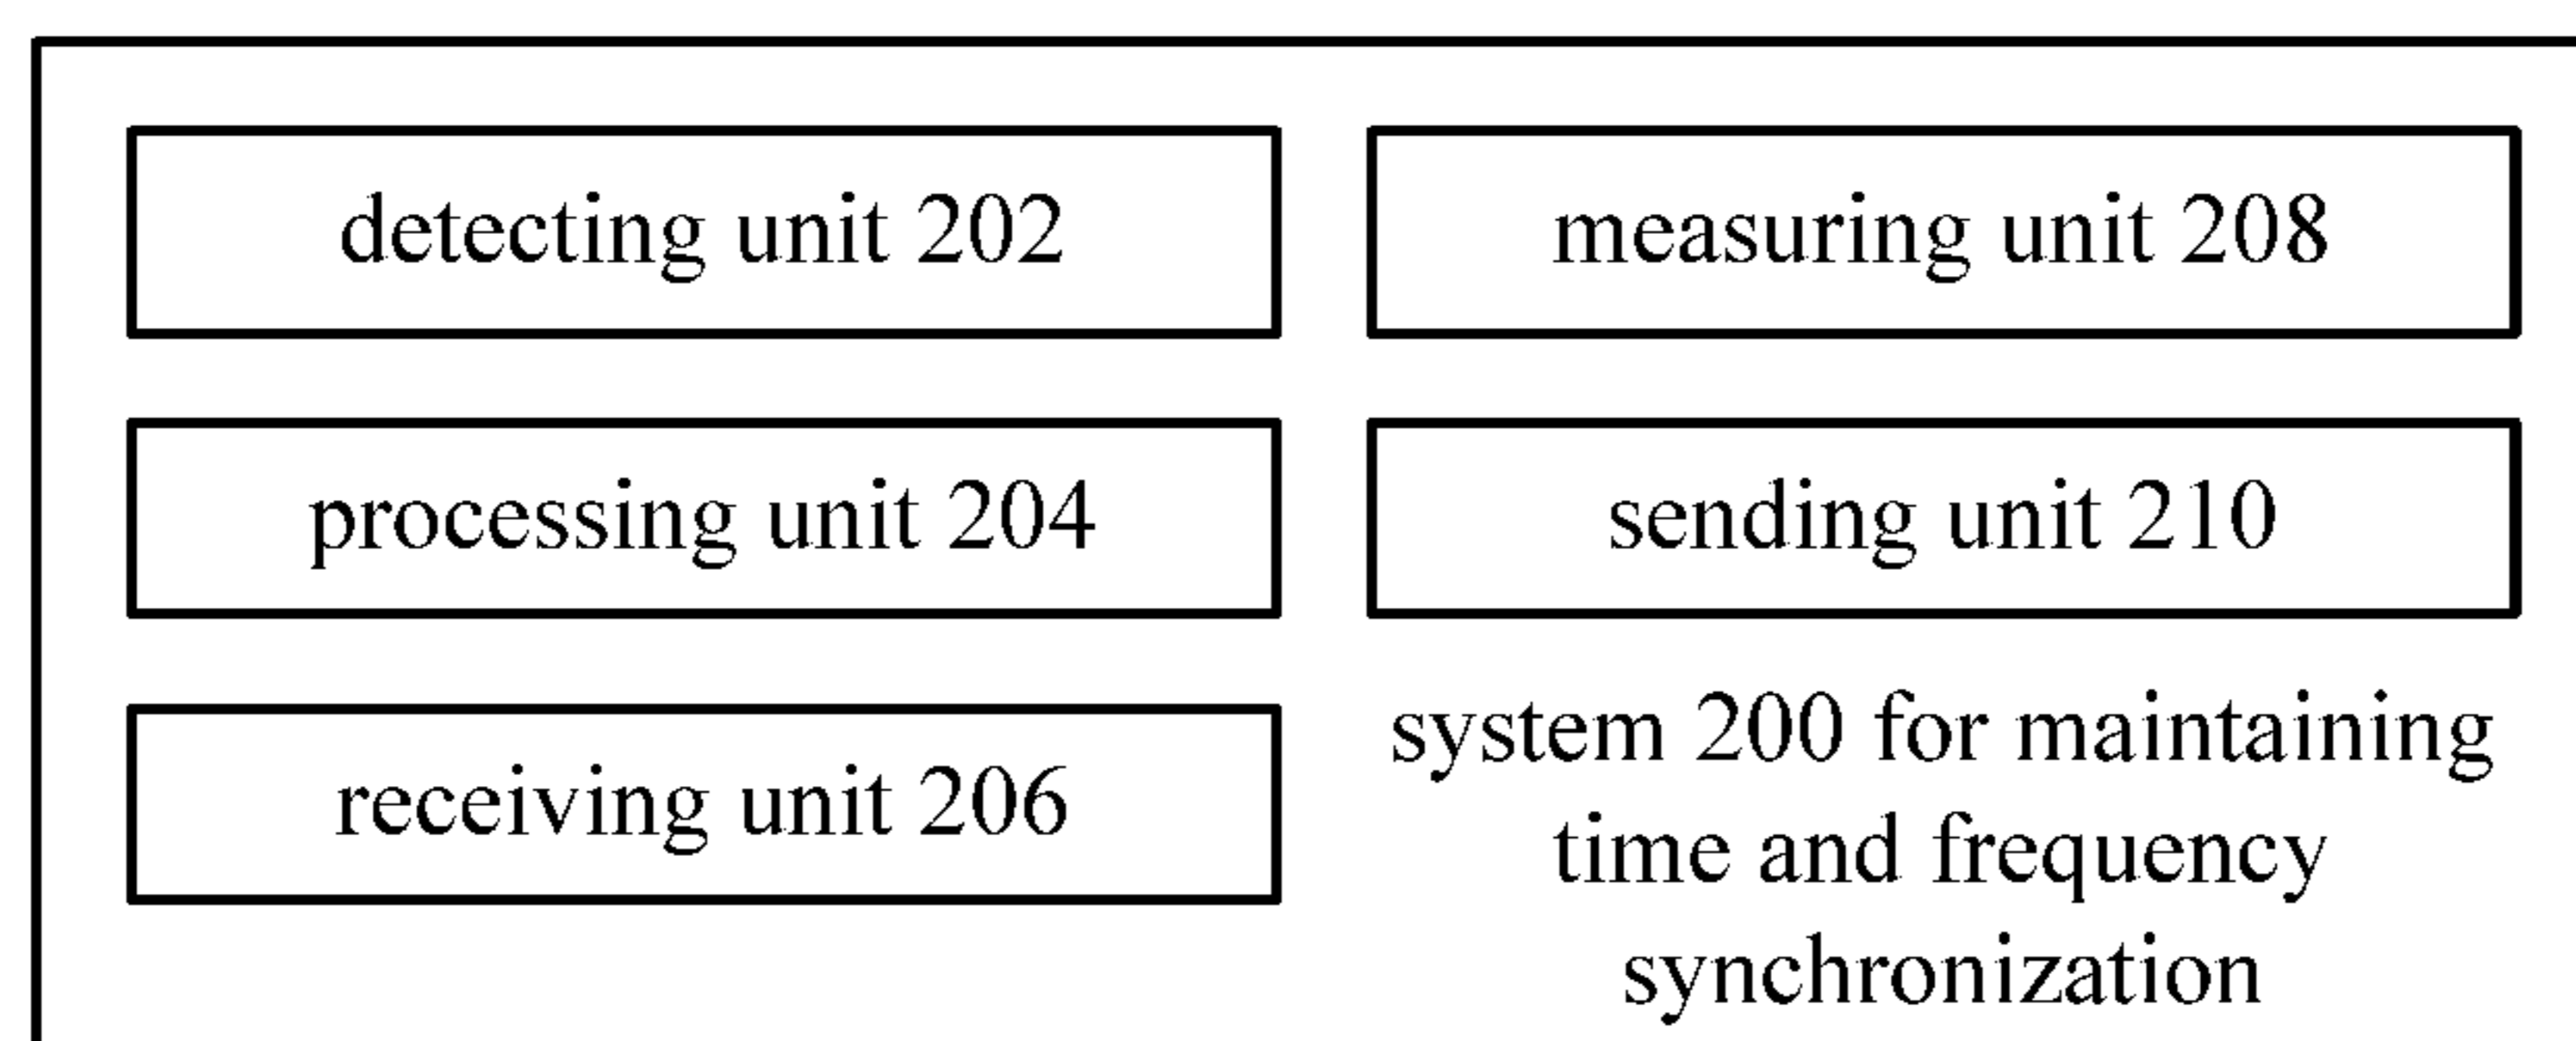 detecting unit 202
measuring unit 208
processing unit 204
sending unit 210
receiving unit 206
system 200 for maintaining
time and frequency
synchronization